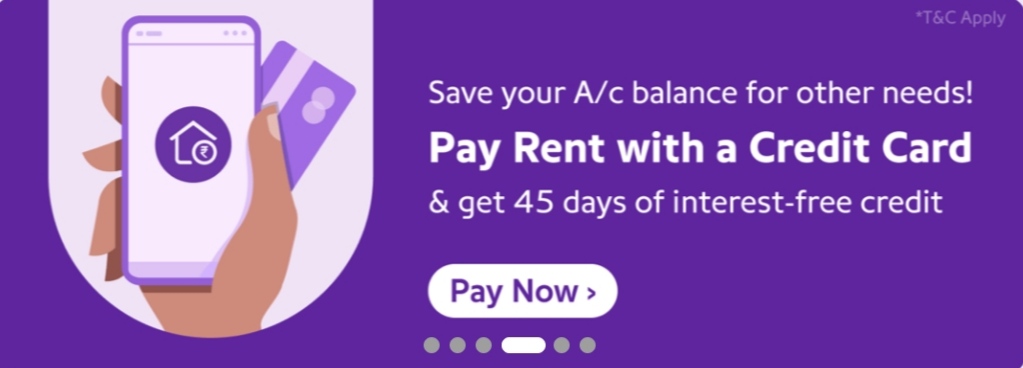 *T&C Apply
Save your A/c balance for other needs!
Pay Rent with a Credit Card
& get 45 days of interest-free credit
Pay Now ›
₹